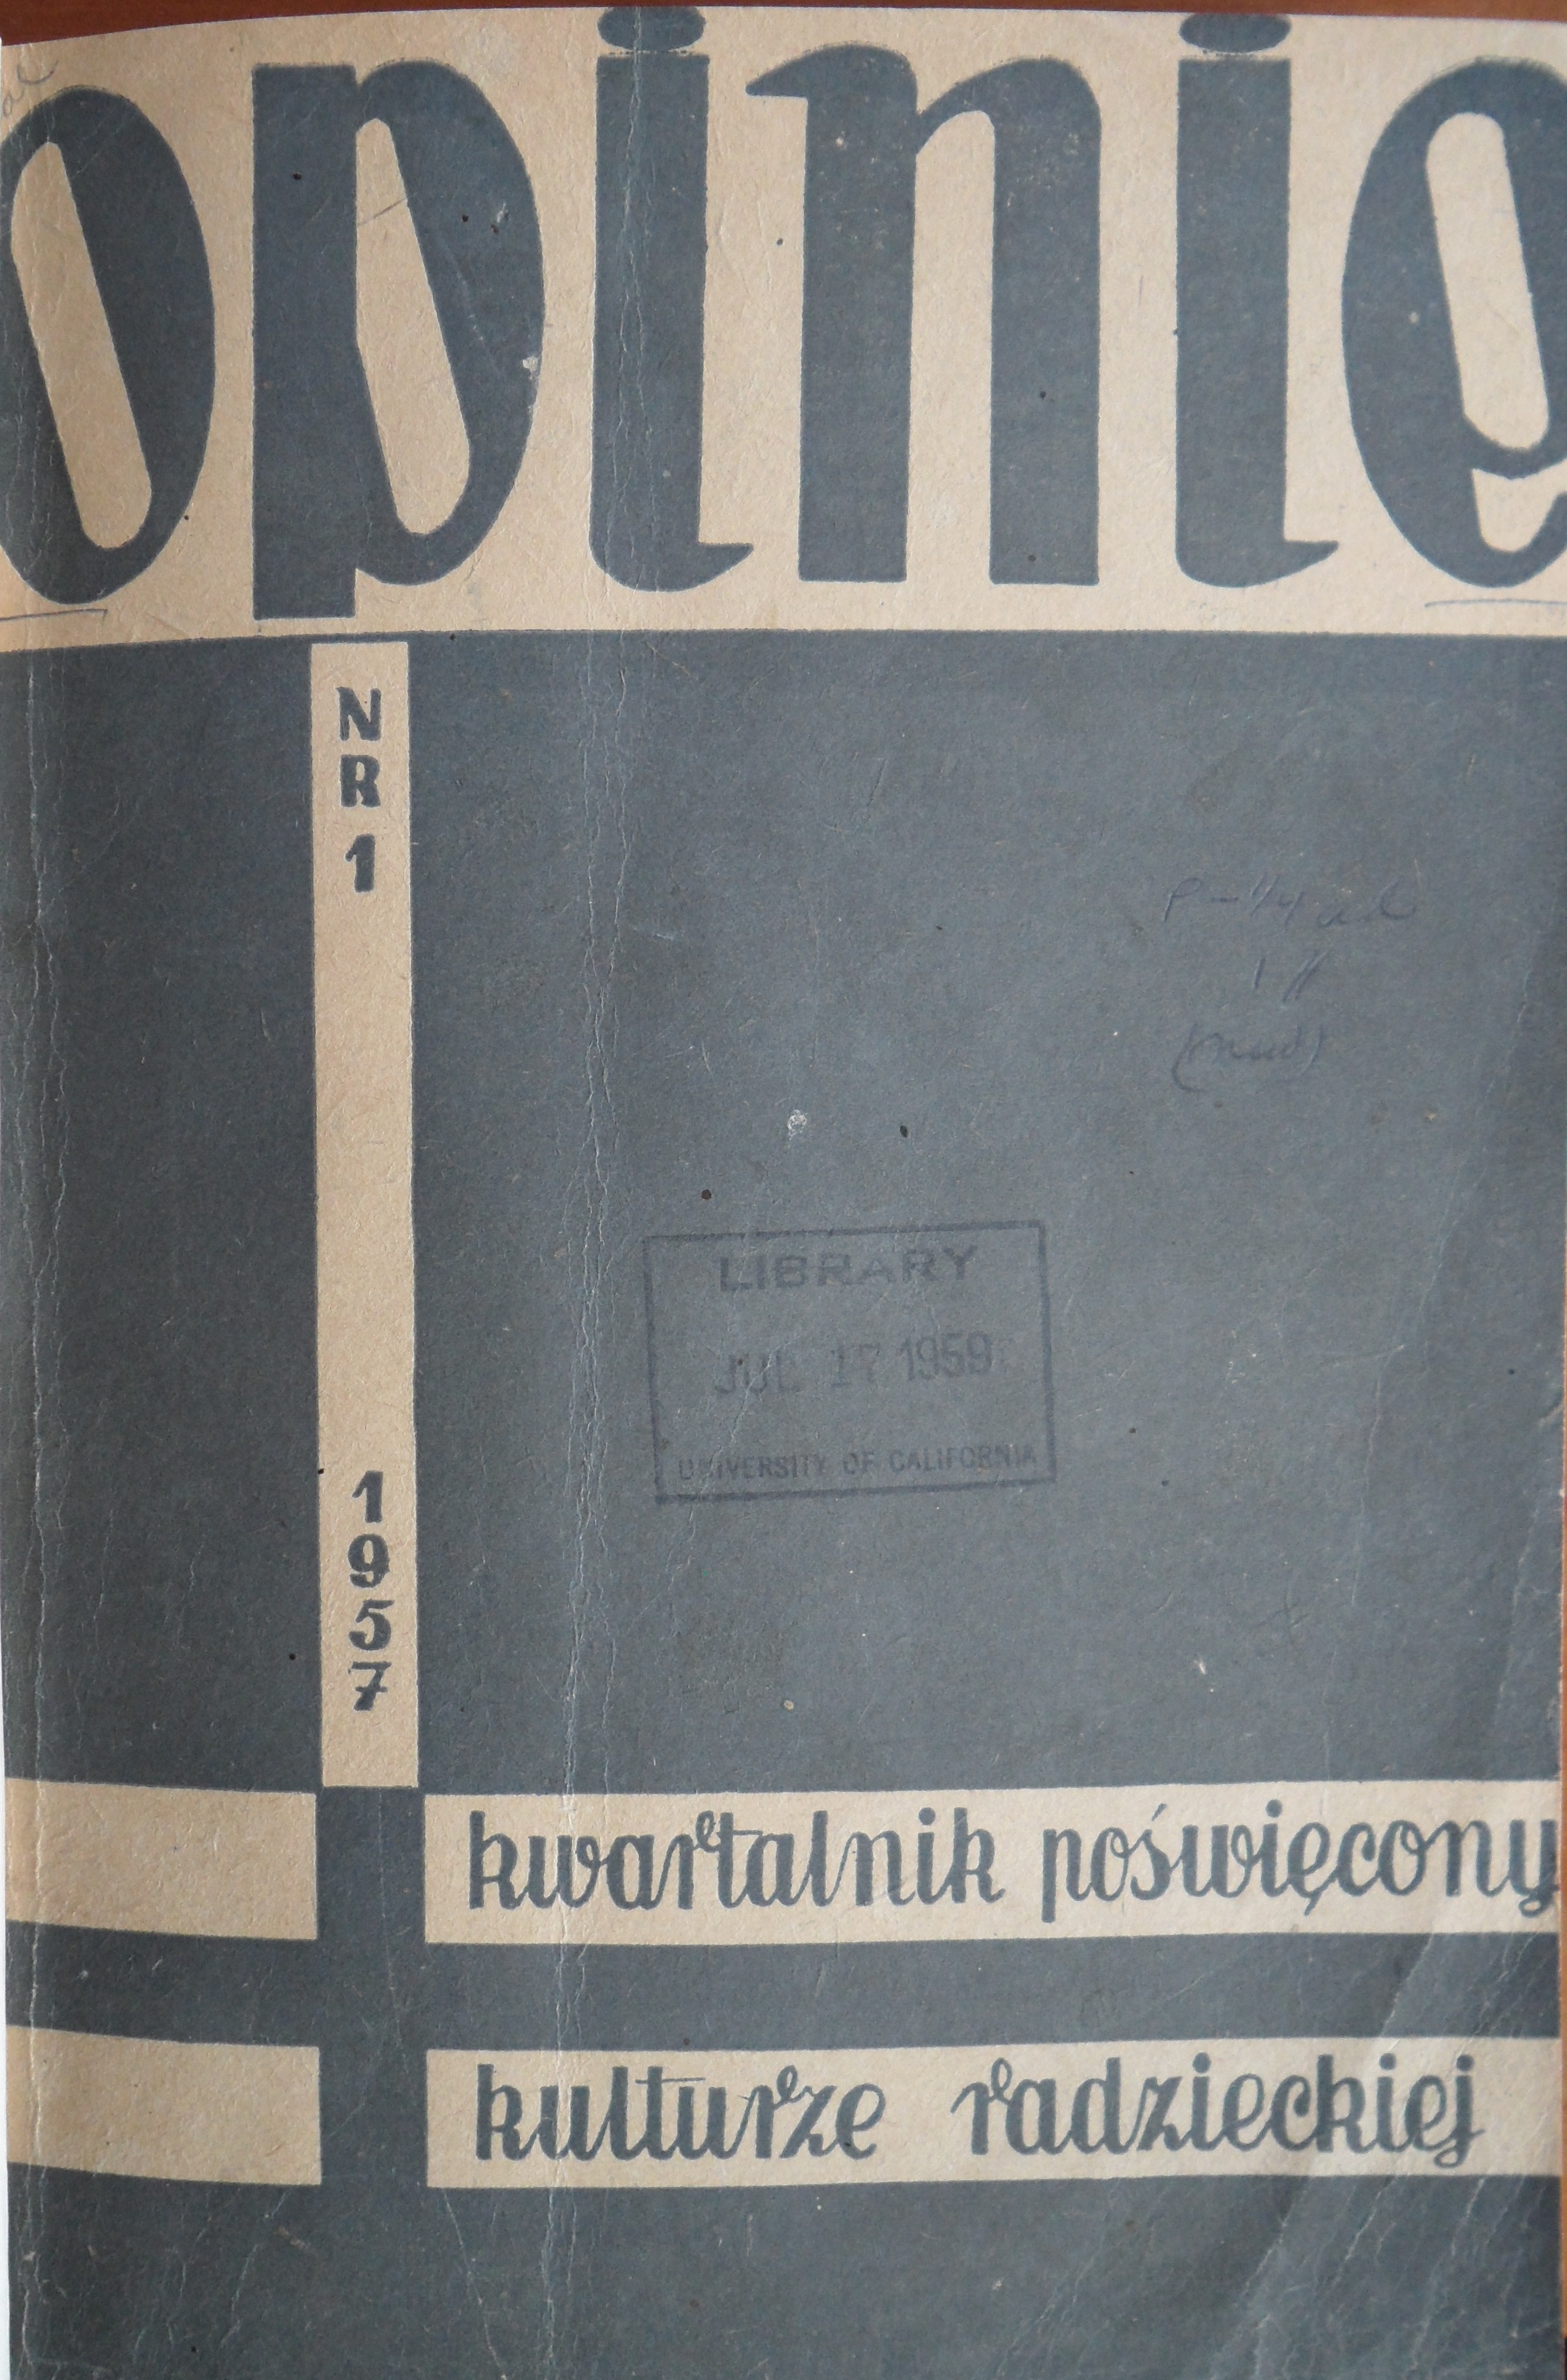 opinie
NR 1
1957
LIBRARY
JUL 17 1959
UNIVERSITY OF CALIFORNIA
kwartalnik poświęcony
kulturze radzieckiej